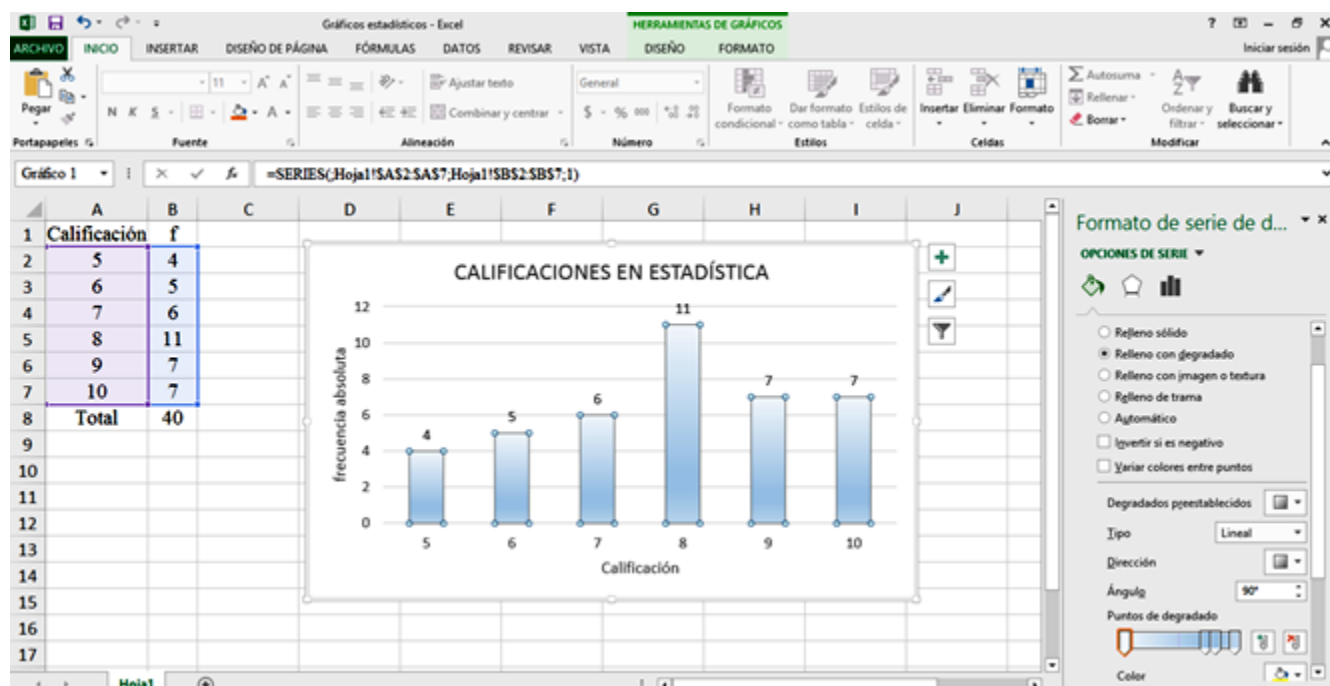 Gráficos estadísticos - Excel
HERRAMIENTAS DE GRÁFICOS
ARCHIVO INICIO INSERTAR DISEÑO DE PÁGINA FÓRMULAS DATOS REVISAR VISTA DISEÑO FORMATO Iniciar sesión
Pegar
11
N K S
Ajustar texto
Combinar y centrar
General
$ % 000
Formato condicional
Dar formato como tabla
Estilos de celda
Insertar Eliminar Formato
Autosuma
Rellenar
Borrar
Ordenar y filtrar
Buscar y seleccionar
Portapapeles Fuente Alineación Número Estilos Celdas Modificar
Gráfico 1 fx =SERIES(;Hoja1!$A$2:$A$7;Hoja1!$B$2:$B$7;1)
A B C D E F G H I J
1 Calificación f
2 5 4
3 6 5
4 7 6
5 8 11
6 9 7
7 10 7
8 Total 40
9
10
11
12
13
14
15
16
17
CALIFICACIONES EN ESTADÍSTICA
frecuencia absoluta
12
10
8
6
4
2
0
4 5 6 11 7 7
5 6 7 8 9 10
Calificación
Formato de serie de d...
OPCIONES DE SERIE
Relleno sólido
Relleno con degradado
Relleno con imagen o textura
Relleno de trama
Automático
Invertir si es negativo
Variar colores entre puntos
Degradados preestablecidos
Tipo Lineal
Dirección
Ángulo 90°
Puntos de degradado
Color
Hoja1